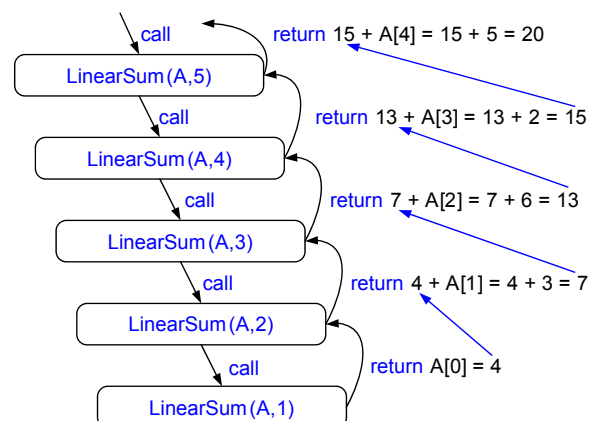 call
return 15 + A[4] = 15 + 5 = 20
LinearSum(A,5)
call
return 13 + A[3] = 13 + 2 = 15
LinearSum(A,4)
call
return 7 + A[2] = 7 + 6 = 13
LinearSum(A,3)
call
return 4 + A[1] = 4 + 3 = 7
LinearSum(A,2)
call
return A[0] = 4
LinearSum(A,1)